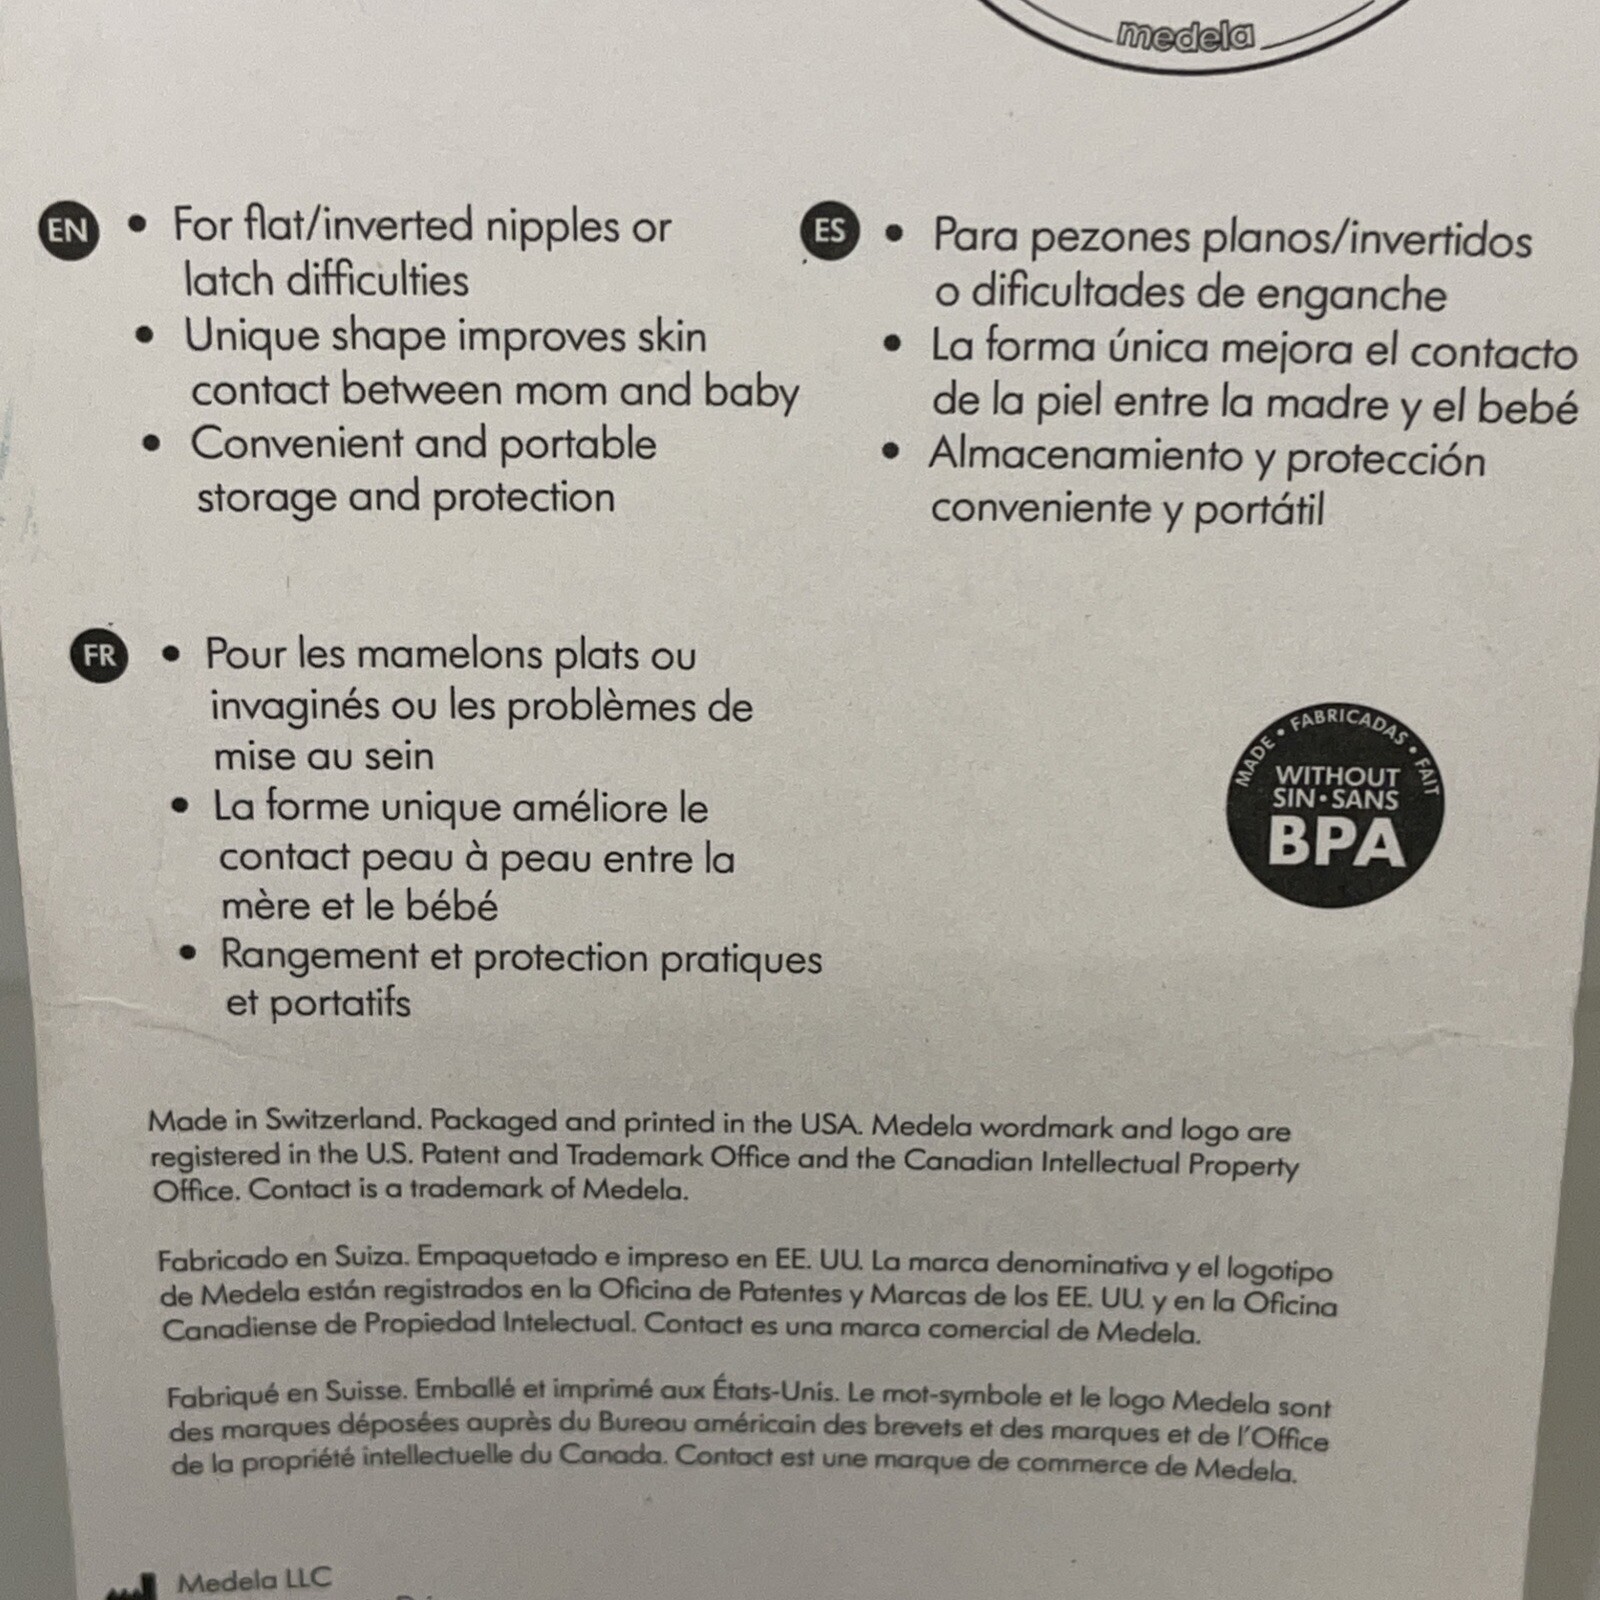 medela
EN
• For flat/inverted nipples or
latch difficulties
• Unique shape improves skin
contact between mom and baby
• Convenient and portable
storage and protection
ES
• Para pezones planos/invertidos
o dificultades de enganche
• La forma única mejora el contacto
de la piel entre la madre y el bebé
• Almacenamiento y protección
conveniente y portátil
FR
• Pour les mamelons plats ou
invaginés ou les problèmes de
mise au sein
• La forme unique améliore le
contact peau à peau entre la
mère et le bébé
• Rangement et protection pratiques
et portatifs
MADE • FABRICADAS • FAIT
WITHOUT
SIN • SANS
BPA
Made in Switzerland. Packaged and printed in the USA. Medela wordmark and logo are
registered in the U.S. Patent and Trademark Office and the Canadian Intellectual Property
Office. Contact is a trademark of Medela.
Fabricado en Suiza. Empaquetado e impreso en EE. UU. La marca denominativa y el logotipo
de Medela están registrados en la Oficina de Patentes y Marcas de los EE. UU. y en la Oficina
Canadiense de Propiedad Intelectual. Contact es una marca comercial de Medela.
Fabriqué en Suisse. Emballé et imprimé aux États-Unis. Le mot-symbole et le logo Medela sont
des marques déposées auprès du Bureau américain des brevets et des marques et de l'Office
de la propriété intellectuelle du Canada. Contact est une marque de commerce de Medela.
Medela LLC